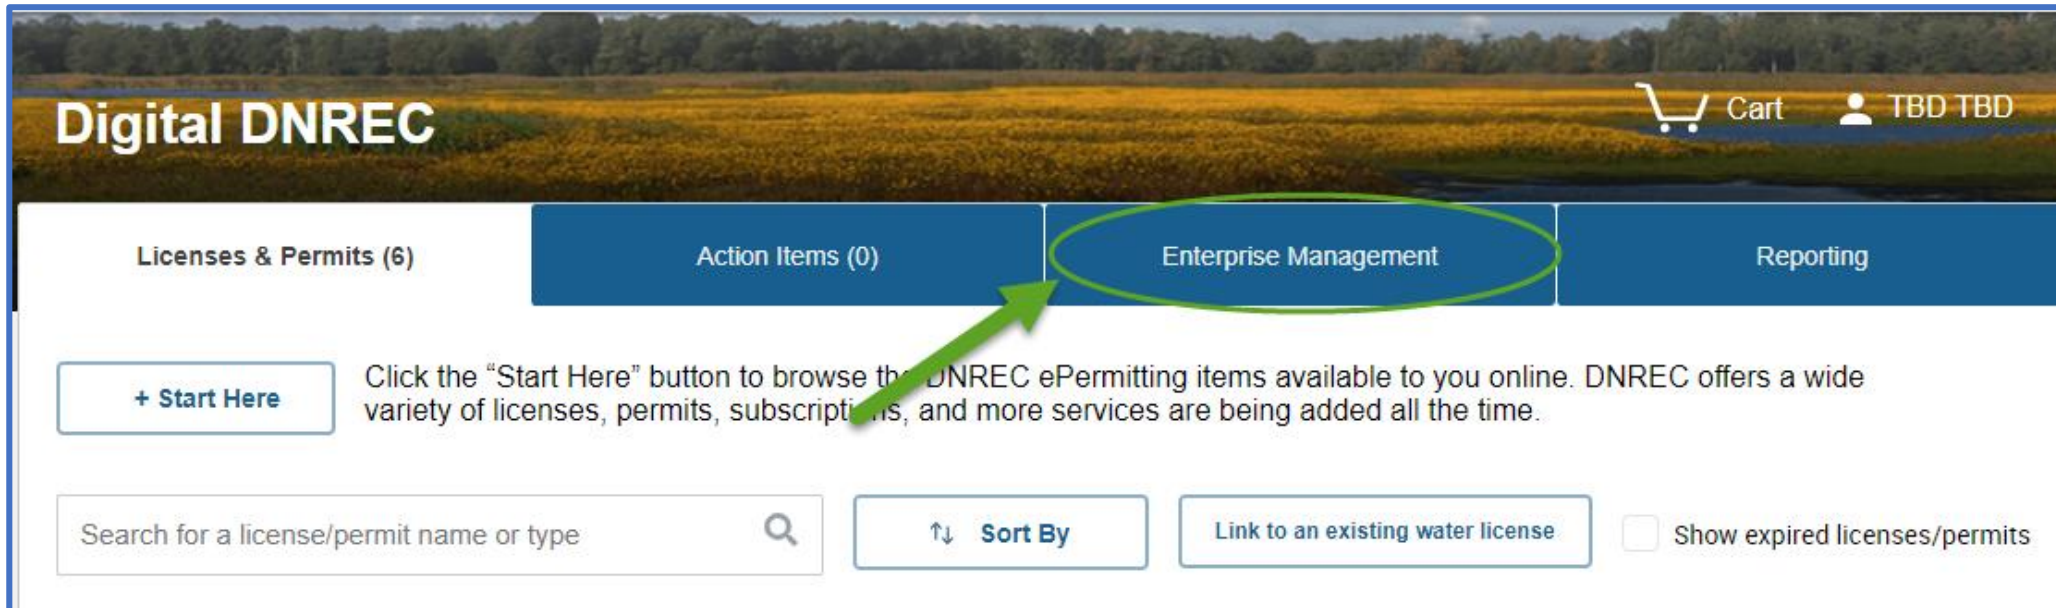 Digital DNREC
Cart
TBD TBD
Licenses & Permits (6)
Action Items (0)
Enterprise Management
Reporting
+ Start Here
Click the “Start Here” button to browse the DNREC ePermitting items available to you online. DNREC offers a wide
variety of licenses, permits, subscriptions, and more services are being added all the time.
Search for a license/permit name or type
↑↓ Sort By
Link to an existing water license
Show expired licenses/permits